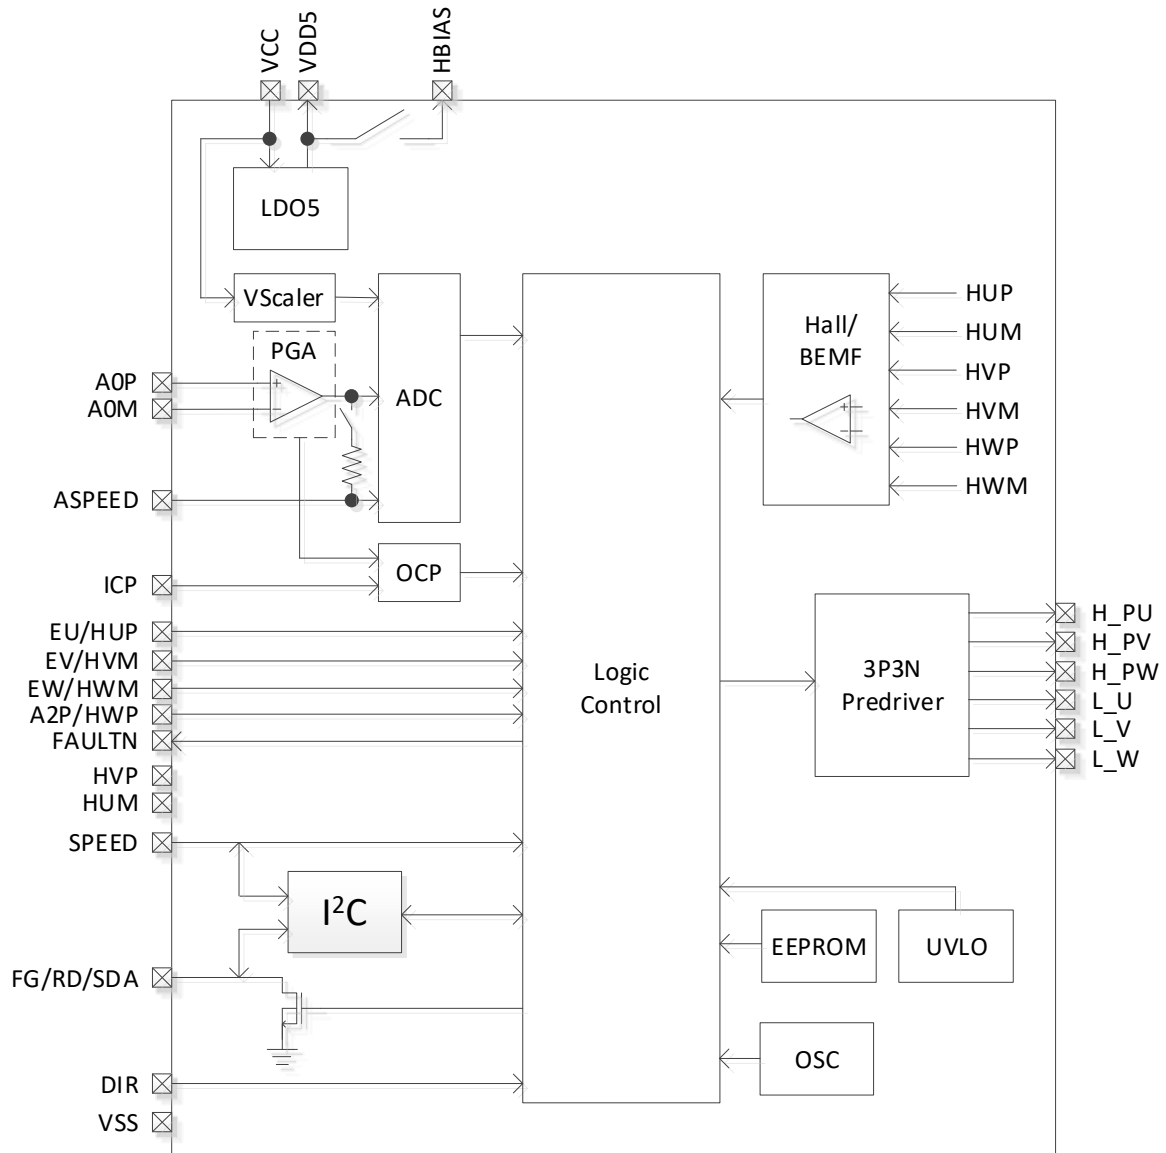 VCC
VDD5
HBIAS
LDO5
VScaler
PGA
ADC
A0P
A0M
ASPEED
OCP
ICP
EU/HUP
EV/HVM
EW/HWM
A2P/HWP
FAULTN
HVP
HUM
SPEED
I²C
FG/RD/SDA
DIR
VSS
Logic
Control
Hall/
BEMF
HUP
HUM
HVP
HVM
HWP
HWM
3P3N
Predriver
H_PU
H_PV
H_PW
L_U
L_V
L_W
EEPROM
UVLO
OSC